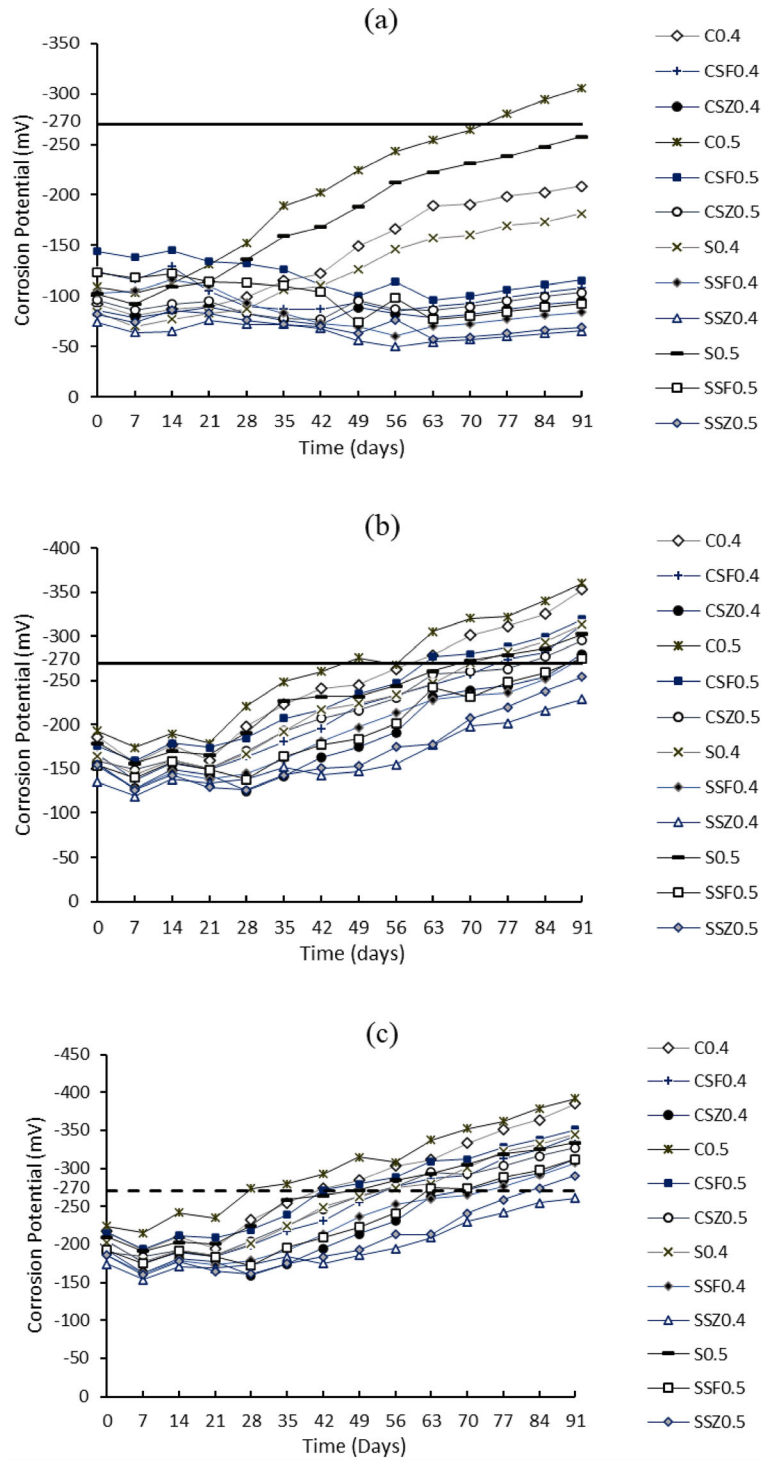 (a)
-350
-300
-270
-250
-200
-150
-100
-50
0
Corrosion Potential (mV)
0 7 14 21 28 35 42 49 56 63 70 77 84 91
Time (days)
C0.4
CSF0.4
CSZ0.4
C0.5
CSF0.5
CSZ0.5
S0.4
SSF0.4
SSZ0.4
S0.5
SSF0.5
SSZ0.5
(b)
-400
-350
-300
-270
-250
-200
-150
-100
-50
0
Corrosion Potential (mV)
0 7 14 21 28 35 42 49 56 63 70 77 84 91
Time (days)
C0.4
CSF0.4
CSZ0.4
C0.5
CSF0.5
CSZ0.5
S0.4
SSF0.4
SSZ0.4
S0.5
SSF0.5
SSZ0.5
(c)
-450
-400
-350
-300
-270
-250
-200
-150
-100
-50
0
Corrosion Potential (mV)
0 7 14 21 28 35 42 49 56 63 70 77 84 91
Time (Days)
C0.4
CSF0.4
CSZ0.4
C0.5
CSF0.5
CSZ0.5
S0.4
SSF0.4
SSZ0.4
S0.5
SSF0.5
SSZ0.5